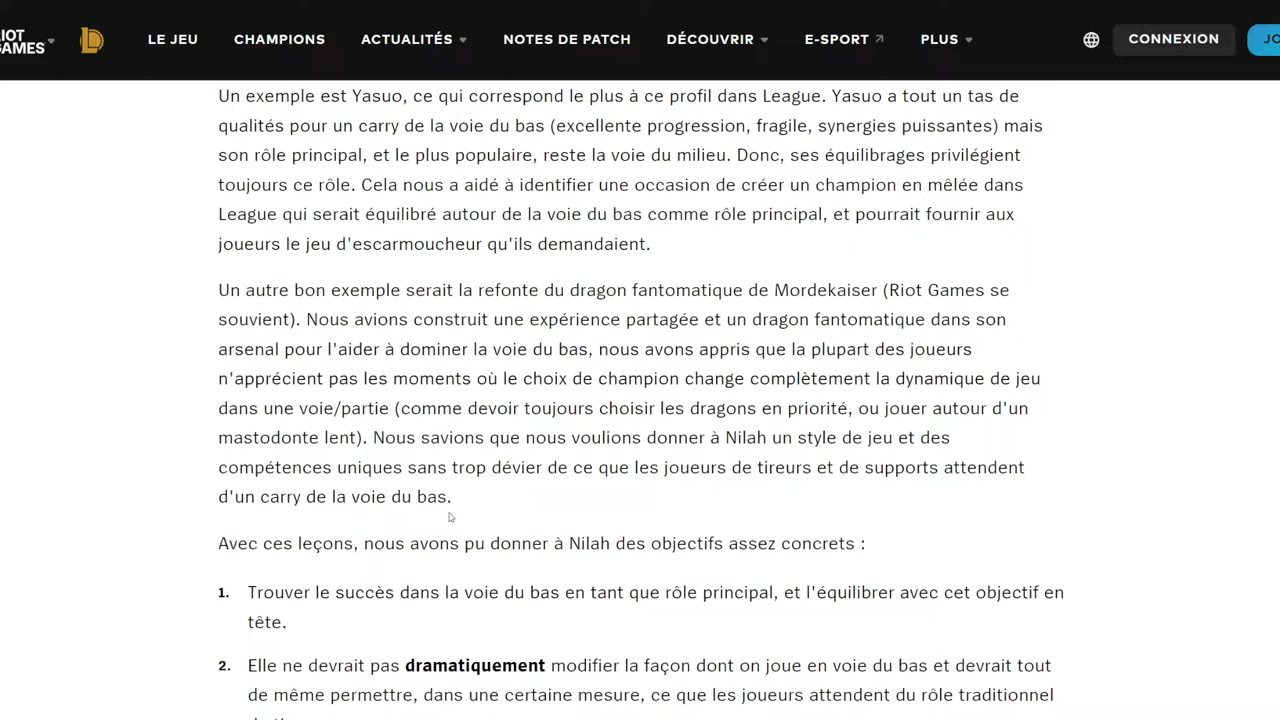 RIOT
GAMES
LE JEU
CHAMPIONS
ACTUALITÉS
NOTES DE PATCH
DÉCOUVRIR
E-SPORT
PLUS
CONNEXION
JO
Un exemple est Yasuo, ce qui correspond le plus à ce profil dans League. Yasuo a tout un tas de
qualités pour un carry de la voie du bas (excellente progression, fragile, synergies puissantes) mais
son rôle principal, et le plus populaire, reste la voie du milieu. Donc, ses équilibrages privilégient
toujours ce rôle. Cela nous a aidé à identifier une occasion de créer un champion en mêlée dans
League qui serait équilibré autour de la voie du bas comme rôle principal, et pourrait fournir aux
joueurs le jeu d'escarmoucheur qu'ils demandaient.
Un autre bon exemple serait la refonte du dragon fantomatique de Mordekaiser (Riot Games se
souvient). Nous avions construit une expérience partagée et un dragon fantomatique dans son
arsenal pour l'aider à dominer la voie du bas, nous avons appris que la plupart des joueurs
n'apprécient pas les moments où le choix de champion change complètement la dynamique de jeu
dans une voie/partie (comme devoir toujours choisir les dragons en priorité, ou jouer autour d'un
mastodonte lent). Nous savions que nous voulions donner à Nilah un style de jeu et des
compétences uniques sans trop dévier de ce que les joueurs de tireurs et de supports attendent
d'un carry de la voie du bas.
Avec ces leçons, nous avons pu donner à Nilah des objectifs assez concrets :
1. Trouver le succès dans la voie du bas en tant que rôle principal, et l'équilibrer avec cet objectif en
tête.
2. Elle ne devrait pas dramatiquement modifier la façon dont on joue en voie du bas et devrait tout
de même permettre, dans une certaine mesure, ce que les joueurs attendent du rôle traditionnel